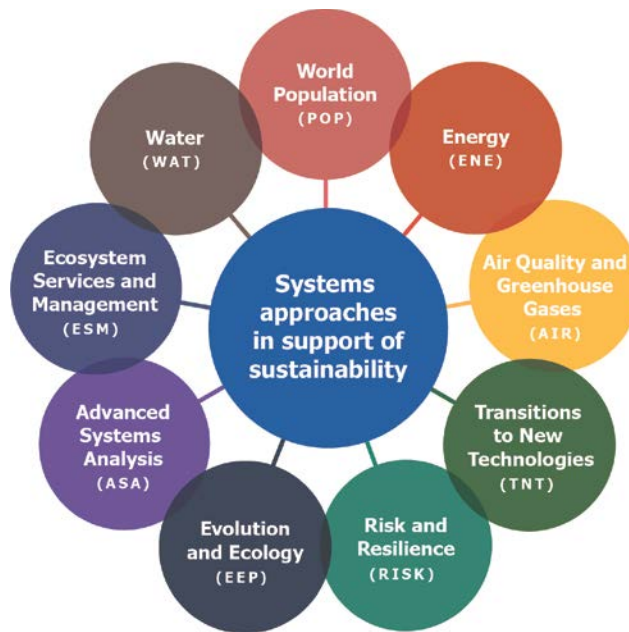 Systems
approaches
in support of
sustainability
World
Population
(POP)
Energy
(ENE)
Air Quality and
Greenhouse
Gases
(AIR)
Transitions
to New
Technologies
(TNT)
Risk and
Resilience
(RISK)
Evolution
and Ecology
(EEP)
Advanced
Systems
Analysis
(ASA)
Ecosystem
Services and
Management
(ESM)
Water
(WAT)